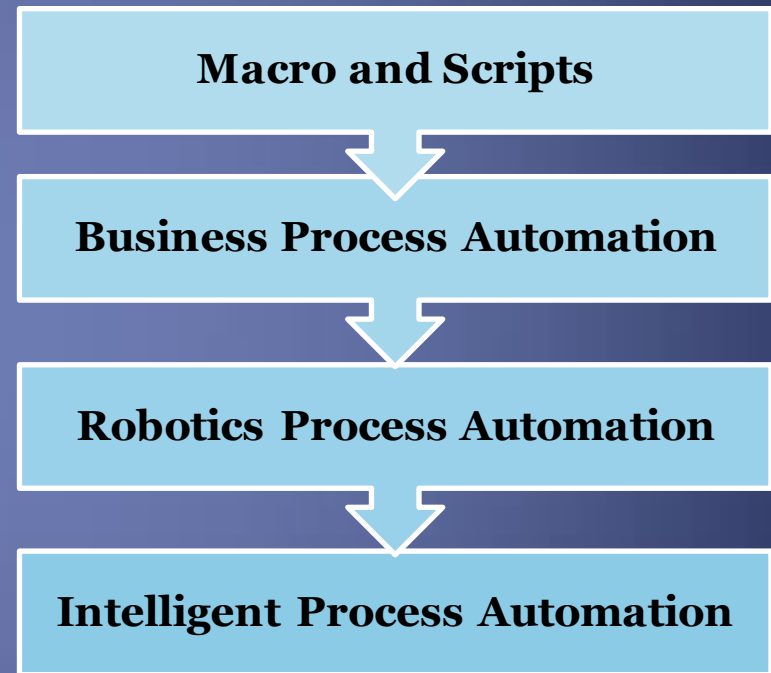 Macro and Scripts
Business Process Automation
Robotics Process Automation
Intelligent Process Automation